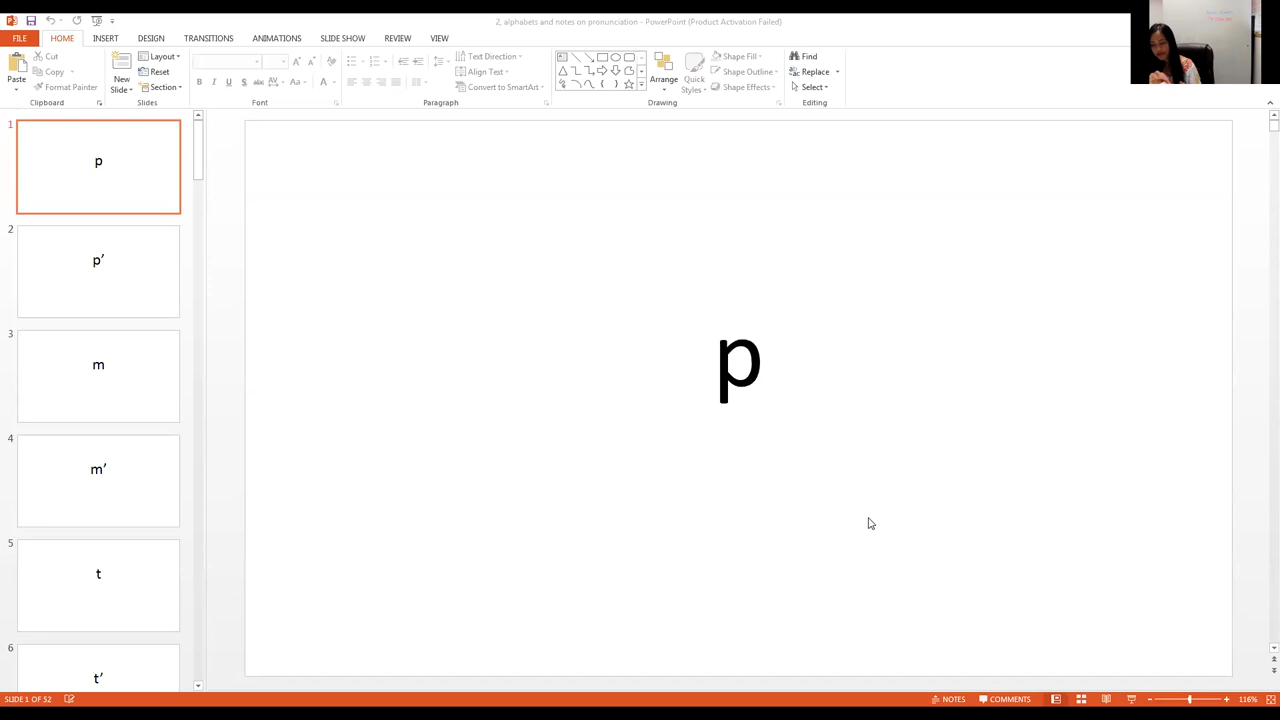 2, alphabets and notes on pronunciation - PowerPoint (Product Activation Failed)
FILE HOME INSERT DESIGN TRANSITIONS ANIMATIONS SLIDE SHOW REVIEW VIEW
Paste
Cut
Copy
Format Painter
Clipboard
New Slide
Layout
Reset
Section
Slides
B I U S abc AV Aa A
Font
Text Direction
Align Text
Convert to SmartArt
Paragraph
Arrange
Quick Styles
Shape Fill
Shape Outline
Shape Effects
Drawing
Find
Replace
Select
Editing
1
p
2
p’
3
m
4
m’
5
t
6
t’
p
SLIDE 1 OF 52
NOTES
COMMENTS
116%